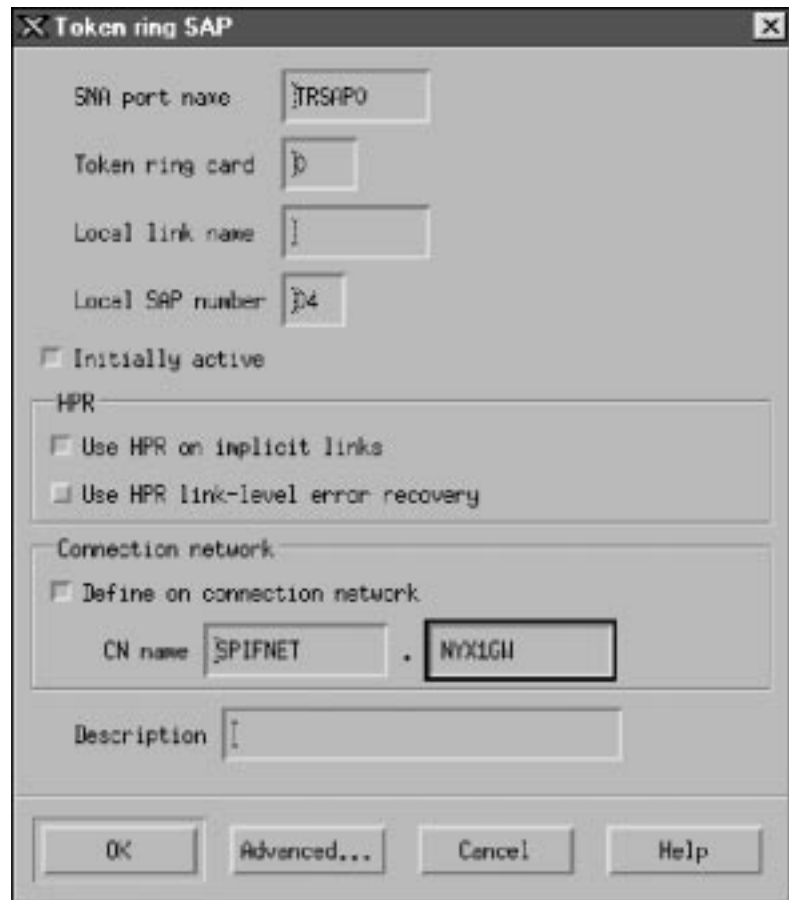 Token ring SAP
SNA port name TRSAP0
Token ring card 0
Local link name
Local SAP number 04
Initially active
HPR
Use HPR on implicit links
Use HPR link-level error recovery
Connection network
Define on connection network
CN name SPIFNET . NYX1GW
Description
OK Advanced... Cancel Help